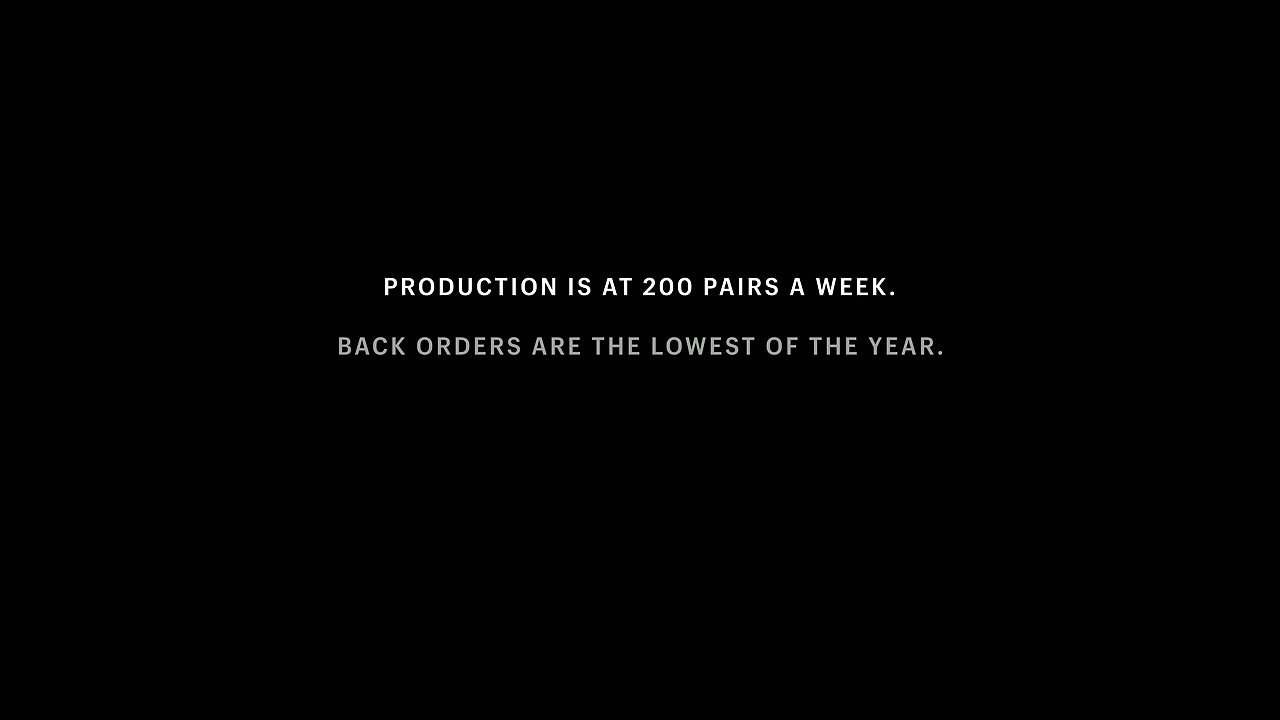 PRODUCTION IS AT 200 PAIRS A WEEK.
BACK ORDERS ARE THE LOWEST OF THE YEAR.